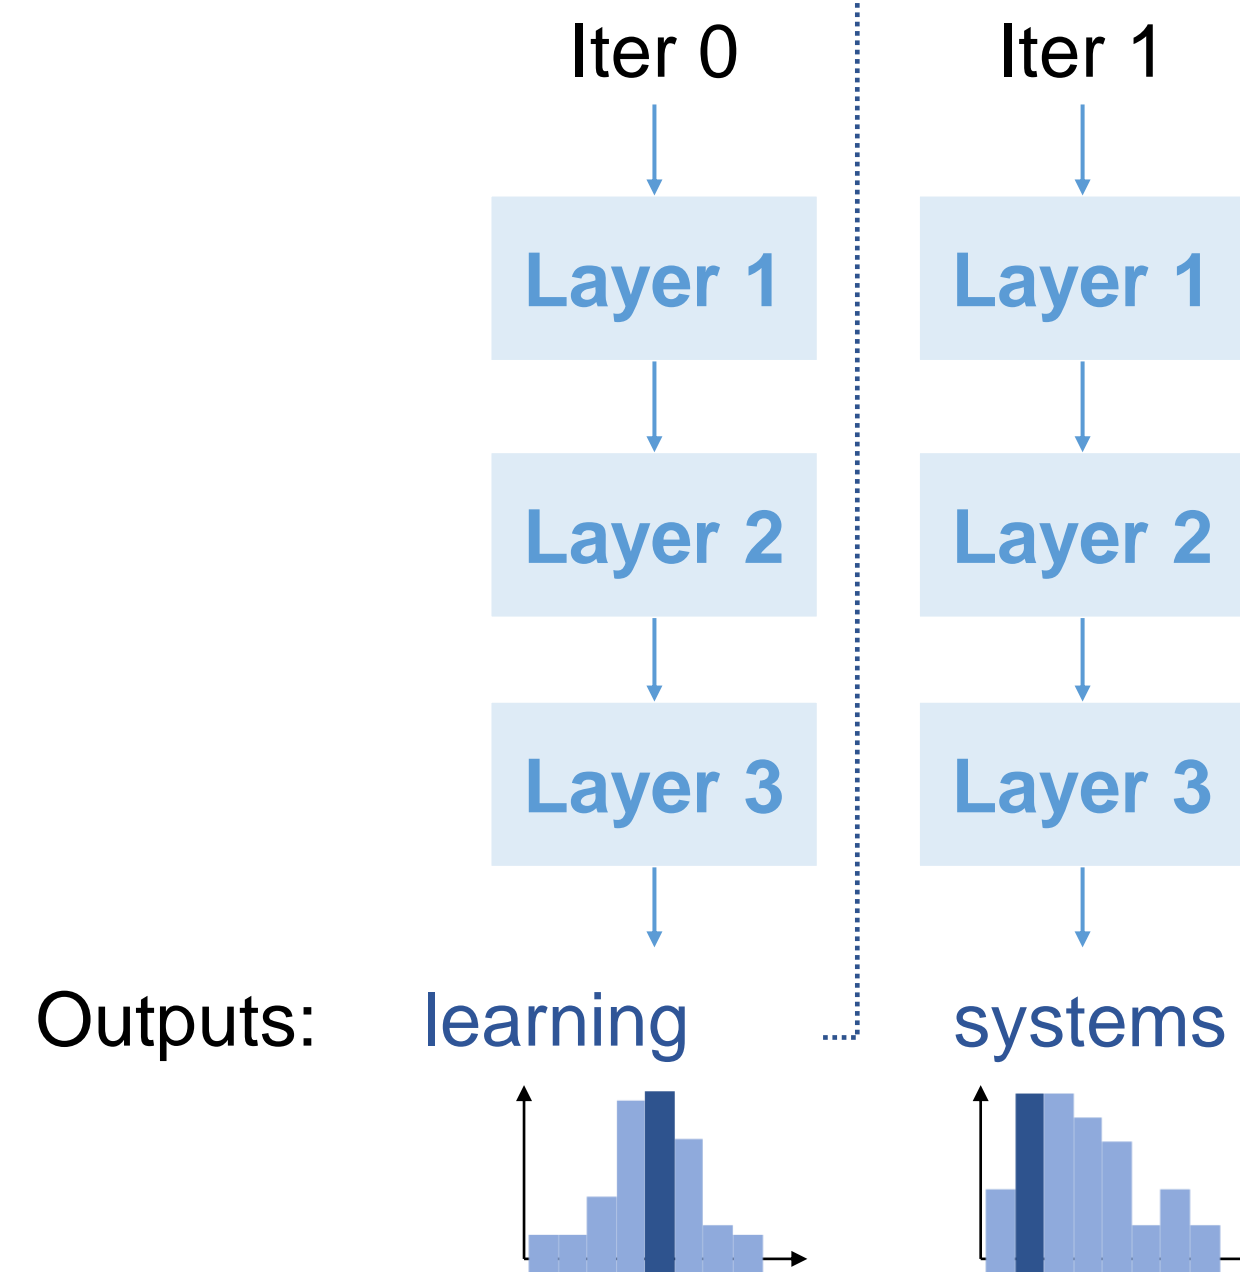 Iter 0 Iter 1
Layer 1 Layer 1
Layer 2 Layer 2
Layer 3 Layer 3
Outputs: learning systems